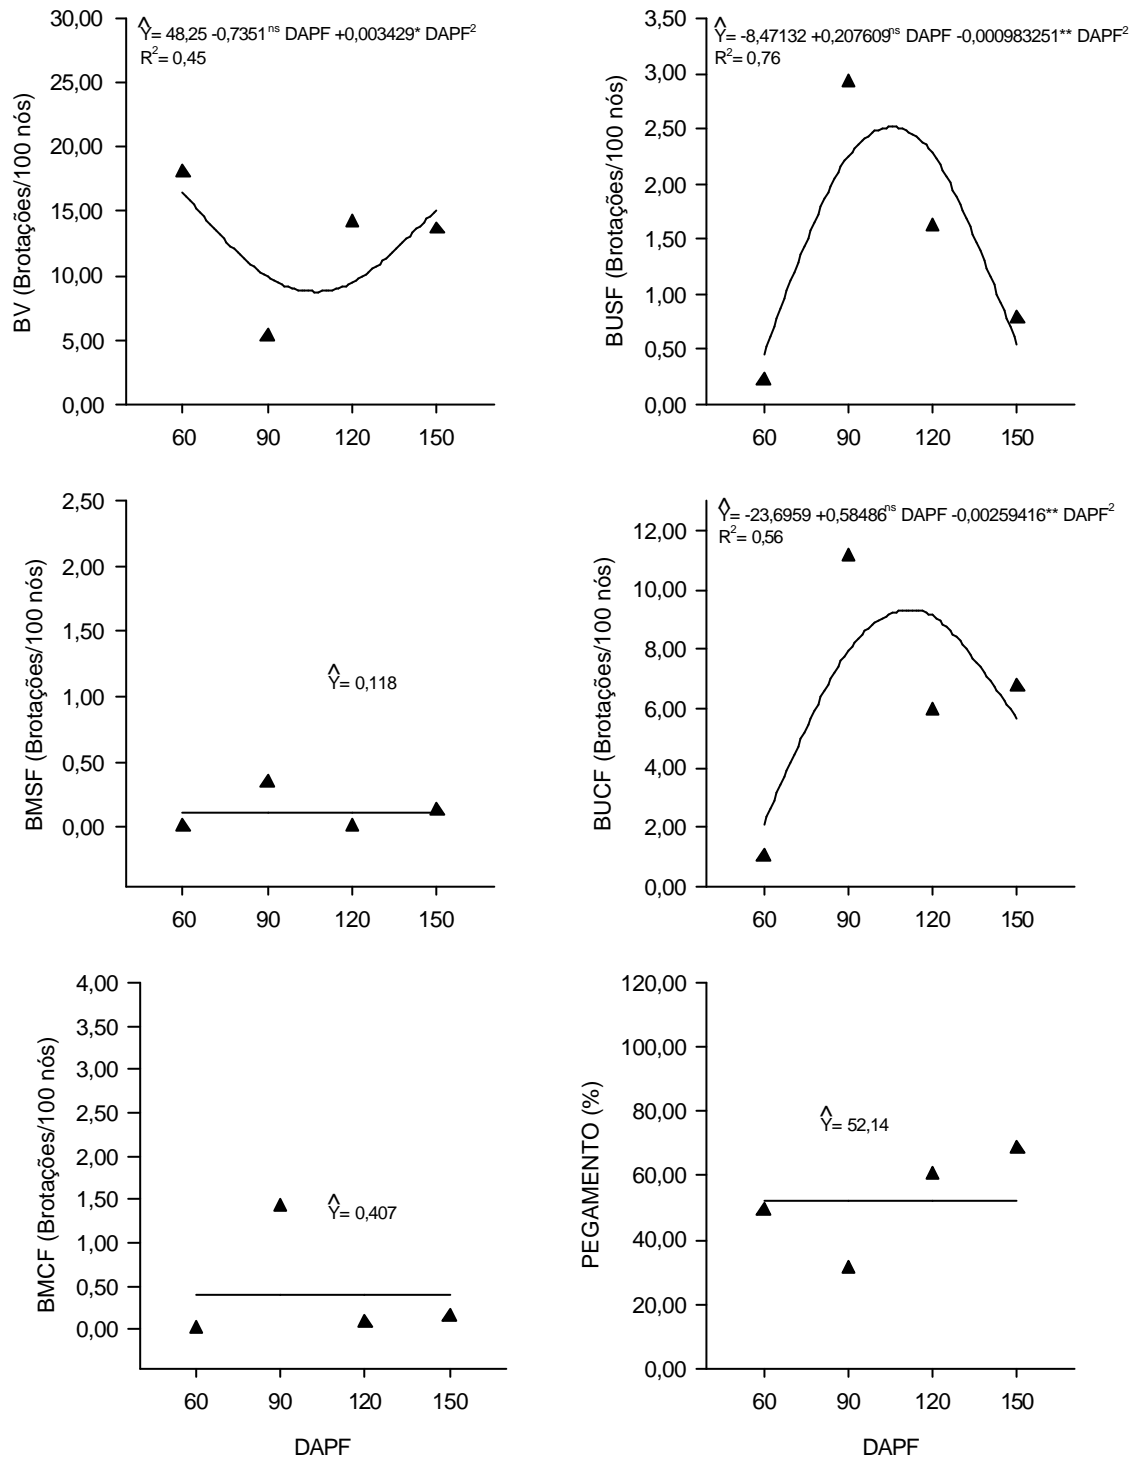 30,00
25,00
20,00
15,00
10,00
5,00
0,00
BV (Brotações/100 nós)
Ŷ= 48,25 -0,7351ⁿˢ DAPF +0,003429* DAPF²
R²= 0,45
60 90 120 150
3,50
3,00
2,50
2,00
1,50
1,00
0,50
0,00
BUSF (Brotações/100 nós)
Ŷ= -8,47132 +0,207609ⁿˢ DAPF -0,000983251** DAPF²
R²= 0,76
60 90 120 150
2,50
2,00
1,50
1,00
0,50
0,00
BMSF (Brotações/100 nós)
Ŷ= 0,118
60 90 120 150
12,00
10,00
8,00
6,00
4,00
2,00
0,00
BUCF (Brotações/100 nós)
Ŷ= -23,6959 +0,58486ⁿˢ DAPF -0,00259416** DAPF²
R²= 0,56
60 90 120 150
4,00
3,50
3,00
2,50
2,00
1,50
1,00
0,50
0,00
BMCF (Brotações/100 nós)
Ŷ= 0,407
60 90 120 150
DAPF
120,00
100,00
80,00
60,00
40,00
20,00
0,00
PEGAMENTO (%)
Ŷ= 52,14
60 90 120 150
DAPF